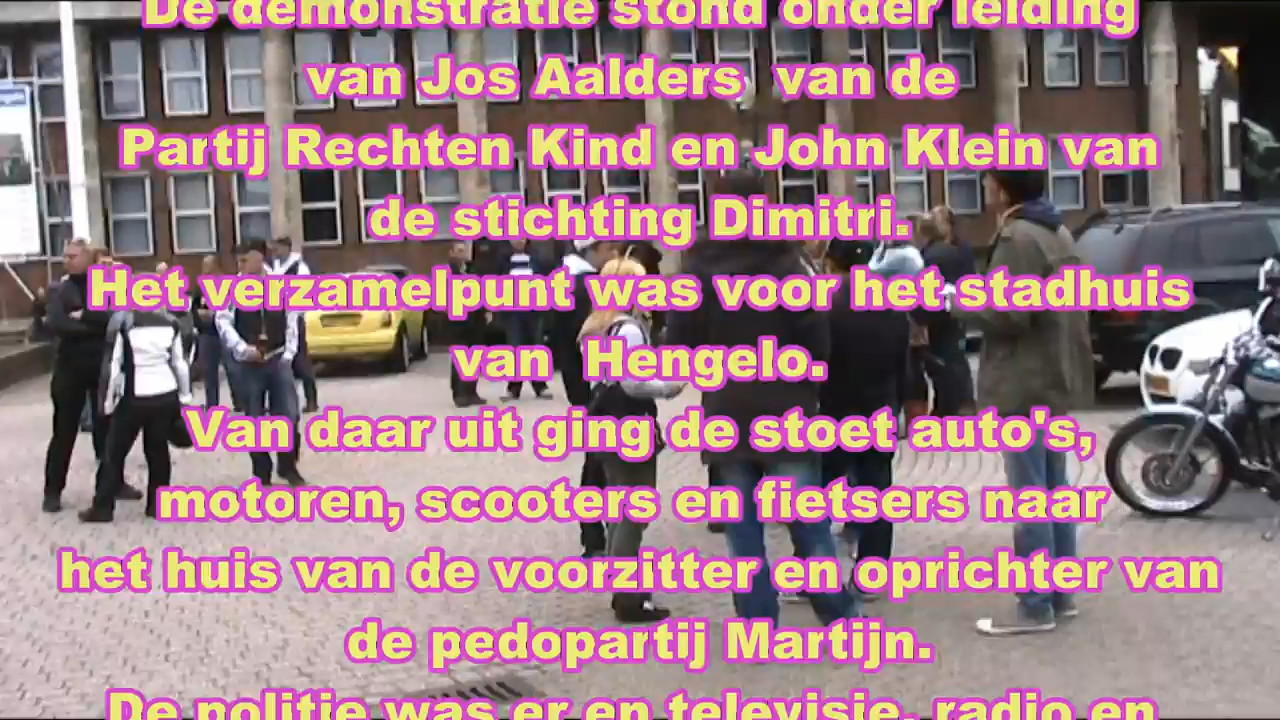 De demonstratie stond onder leiding
van Jos Aalders van de
Partij Rechten Kind en John Klein van
de stichting Dimitri.
Het verzamelpunt was voor het stadhuis
van Hengelo.
Van daar uit ging de stoet auto's,
motoren, scooters en fietsers naar
het huis van de voorzitter en oprichter van
de pedopartij Martijn.
De politie was er en televisie, radio en